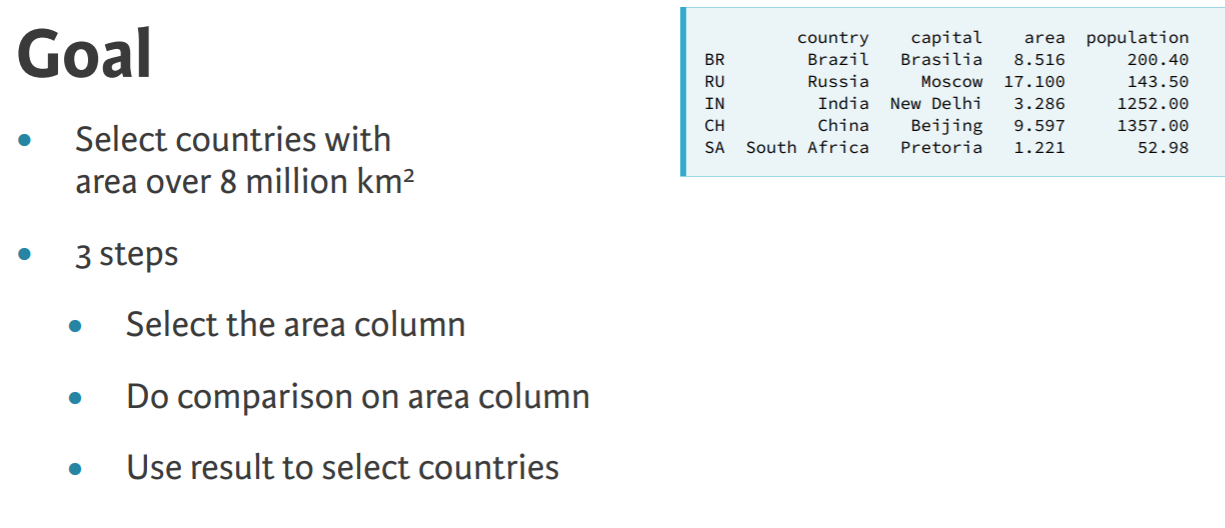 Goal
• Select countries with
area over 8 million km²
• 3 steps
• Select the area column
• Do comparison on area column
• Use result to select countries
country capital area population
BR Brazil Brasilia 8.516 200.40
RU Russia Moscow 17.100 143.50
IN India New Delhi 3.286 1252.00
CH China Beijing 9.597 1357.00
SA South Africa Pretoria 1.221 52.98